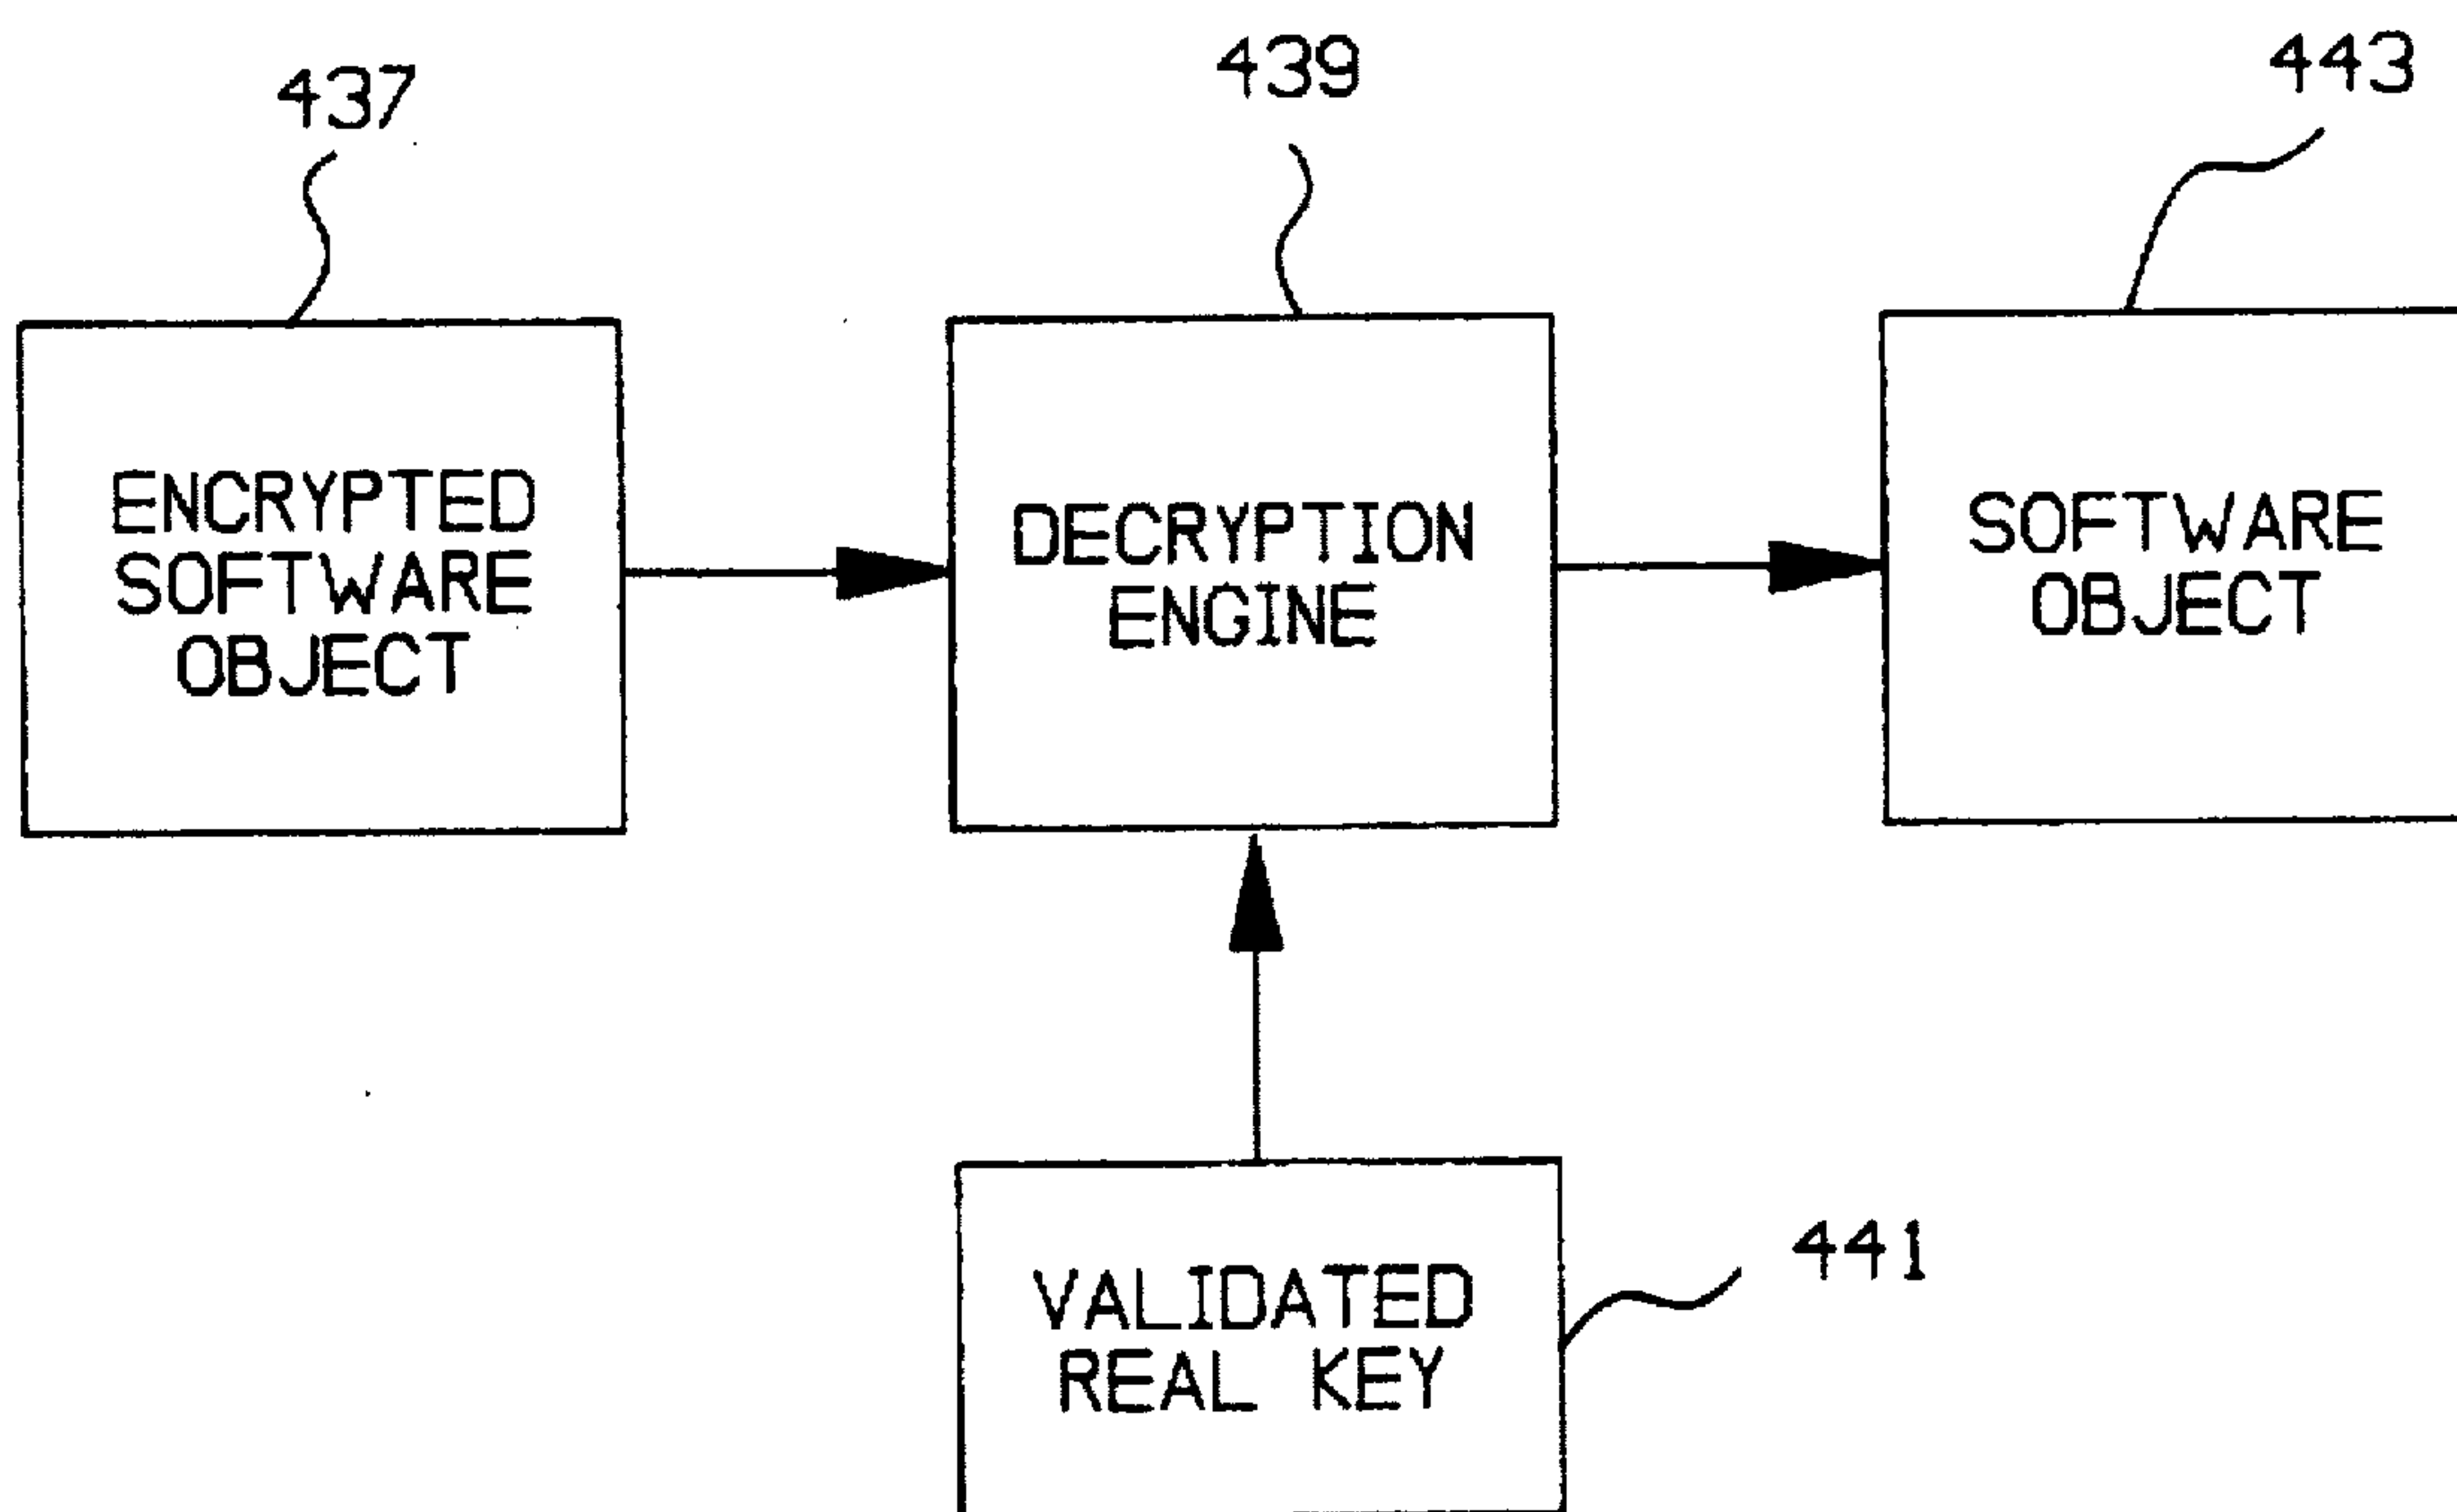 437
439
443
ENCRYPTED
SOFTWARE
OBJECT
DECRYPTION
ENGINE
SOFTWARE
OBJECT
VALIDATED
REAL KEY
441